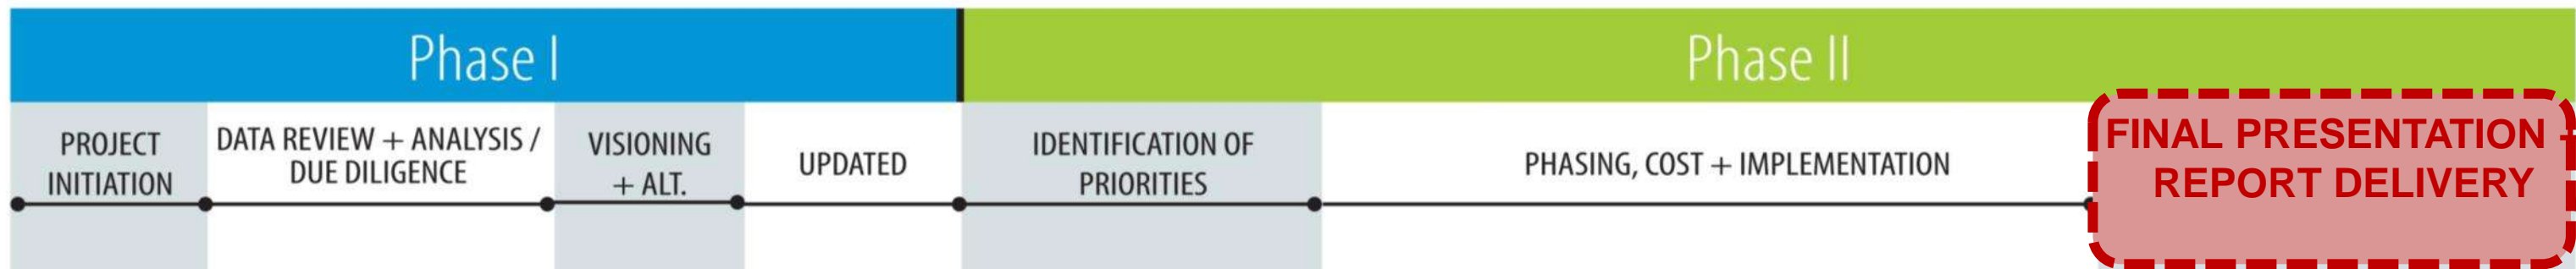 Phase I
Phase II
PROJECT
INITIATION
DATA REVIEW + ANALYSIS /
DUE DILIGENCE
VISIONING
+ ALT.
UPDATED
IDENTIFICATION OF
PRIORITIES
PHASING, COST + IMPLEMENTATION
FINAL PRESENTATION -
REPORT DELIVERY